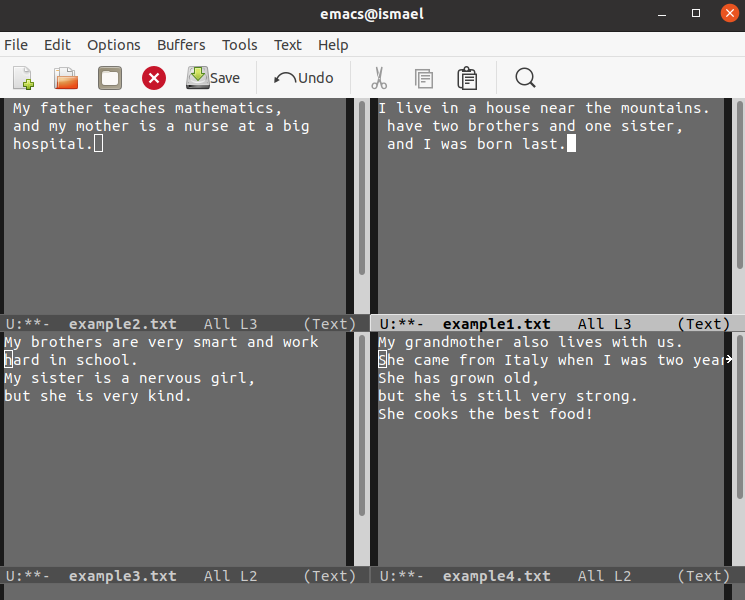 emacs@ismael
File Edit Options Buffers Tools Text Help
Save Undo
My father teaches mathematics,
and my mother is a nurse at a big
hospital.
U:**- example2.txt All L3 (Text)
I live in a house near the mountains.
have two brothers and one sister,
and I was born last.
U:**- example1.txt All L3 (Text)
My brothers are very smart and work
hard in school.
My sister is a nervous girl,
but she is very kind.
U:**- example3.txt All L2 (Text)
My grandmother also lives with us.
She came from Italy when I was two
She has grown old,
but she is still very strong.
She cooks the best food!
U:**- example4.txt All L2 (Text)